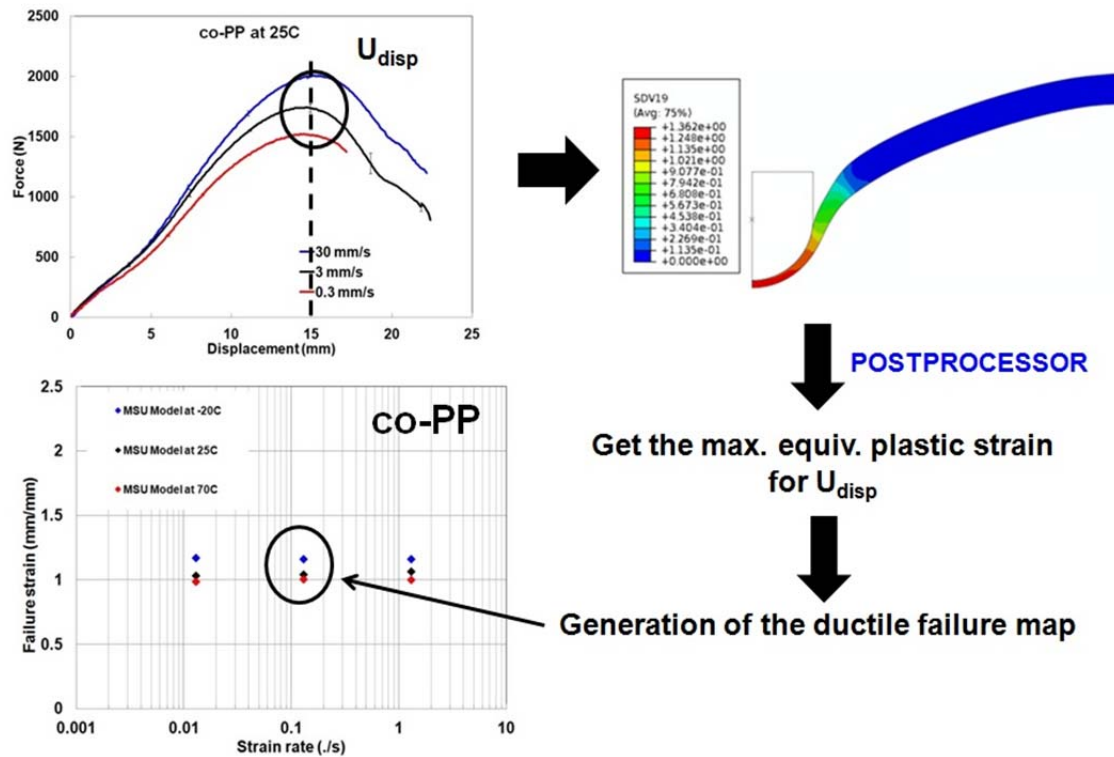 co-PP at 25C
U_disp
Force (N)
2500
2000
1500
1000
500
0
30 mm/s
3 mm/s
0.3 mm/s
0
5
10
15
20
25
Displacement (mm)
SDV19
(Avg: 75%)
+1.362e+00
+1.248e+00
+1.135e+00
+1.021e+00
+9.077e-01
+7.942e-01
+6.808e-01
+5.673e-01
+4.538e-01
+3.404e-01
+2.269e-01
+1.135e-01
+0.000e+00
POSTPROCESSOR
Get the max. equiv. plastic strain
for U_disp
Generation of the ductile failure map
co-PP
MSU Model at -20C
MSU Model at 25C
MSU Model at 70C
Failure strain (mm/mm)
2.5
2
1.5
1
0.5
0
0.001
0.01
0.1
1
10
Strain rate (./s)